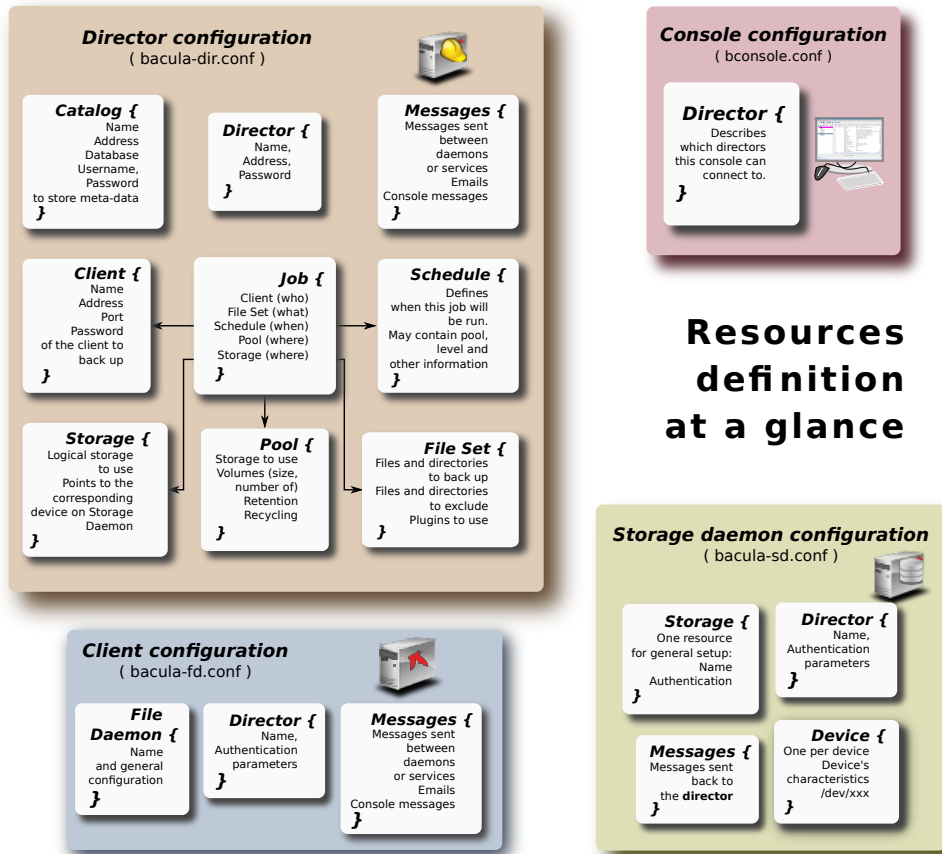 Director configuration
( bacula-dir.conf )
Catalog {
Name
Address
Database
Username,
Password
to store meta-data
}
Director {
Name,
Address,
Password
}
Messages {
Messages sent
between
daemons
or services
Emails
Console messages
}
Client {
Name
Address
Port
Password
of the client to
back up
}
Job {
Client (who)
File Set (what)
Schedule (when)
Pool (where)
Storage (where)
}
Schedule {
Defines
when this job will
be run.
May contain pool,
level and
other information
}
Storage {
Logical storage
to use
Points to the
corresponding
device on Storage
Daemon
}
Pool {
Storage to use
Volumes (size,
number of)
Retention
Recycling
}
File Set {
Files and directories
to back up
Files and directories
to exclude
Plugins to use
}
Console configuration
( bconsole.conf )
Director {
Describes
which directors
this console can
connect to.
}
Resources
definition
at a glance
Client configuration
( bacula-fd.conf )
File
Daemon {
Name
and general
configuration
}
Director {
Name,
Authentication
parameters
}
Messages {
Messages sent
between
daemons
or services
Emails
Console messages
}
Storage daemon configuration
( bacula-sd.conf )
Storage {
One resource
for general setup:
Name
Authentication
}
Director {
Name,
Authentication
parameters
}
Messages {
Messages sent
back to
the director
}
Device {
One per device
Device's
characteristics
/dev/xxx
}